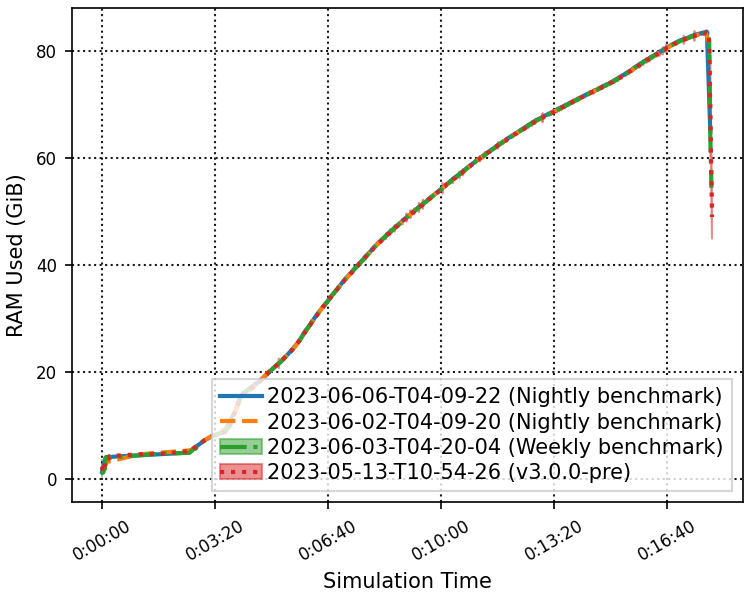 80
60
40
20
0
RAM Used (GiB)
2023-06-06-T04-09-22 (Nightly benchmark)
2023-06-02-T04-09-20 (Nightly benchmark)
2023-06-03-T04-20-04 (Weekly benchmark)
2023-05-13-T10-54-26 (v3.0.0-pre)
0:00:00
0:03:20
0:06:40
0:10:00
0:13:20
0:16:40
Simulation Time